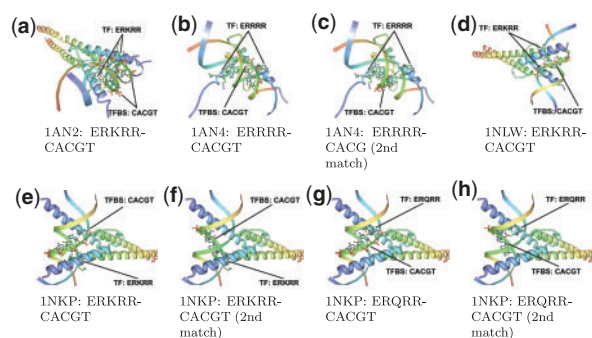 (a)
TF: ERKRR
TFBS: CACGT
1AN2: ERKRR-
CACGT
(b)
TF: ERRRR
TFBS: CACGT
1AN4: ERRRR-
CACGT
(c)
TF: ERRRR
TFBS: CACGT
1AN4: ERRRR-
CACG (2nd
match)
(d)
TF: ERKRR
TFBS: CACGT
1NLW: ERKRR-
CACGT
(e)
TFBS: CACGT
TF: ERKRR
1NKP: ERKRR-
CACGT
(f)
TFBS: CACGT
TF: ERKRR
1NKP: ERKRR-
CACGT (2nd
match)
(g)
TF: ERQRR
TFBS: CACGT
1NKP: ERQRR-
CACGT
(h)
TF: ERQRR
TFBS: CACGT
1NKP: ERQRR-
CACGT (2nd
match)